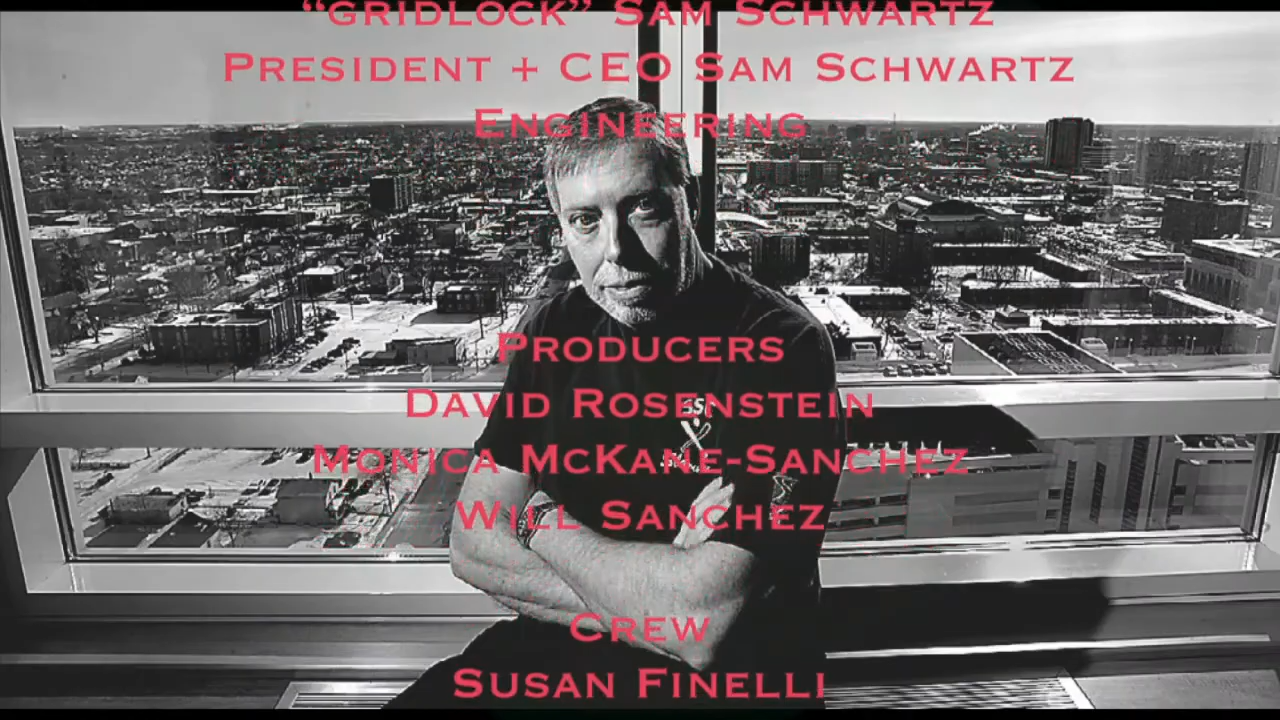 “gridlock” Sam Schwartz
President + CEO Sam Schwartz
Engineering
Producers
David Rosenstein
Monica McKane-Sanchez
Will Sanchez
Crew
Susan Finelli